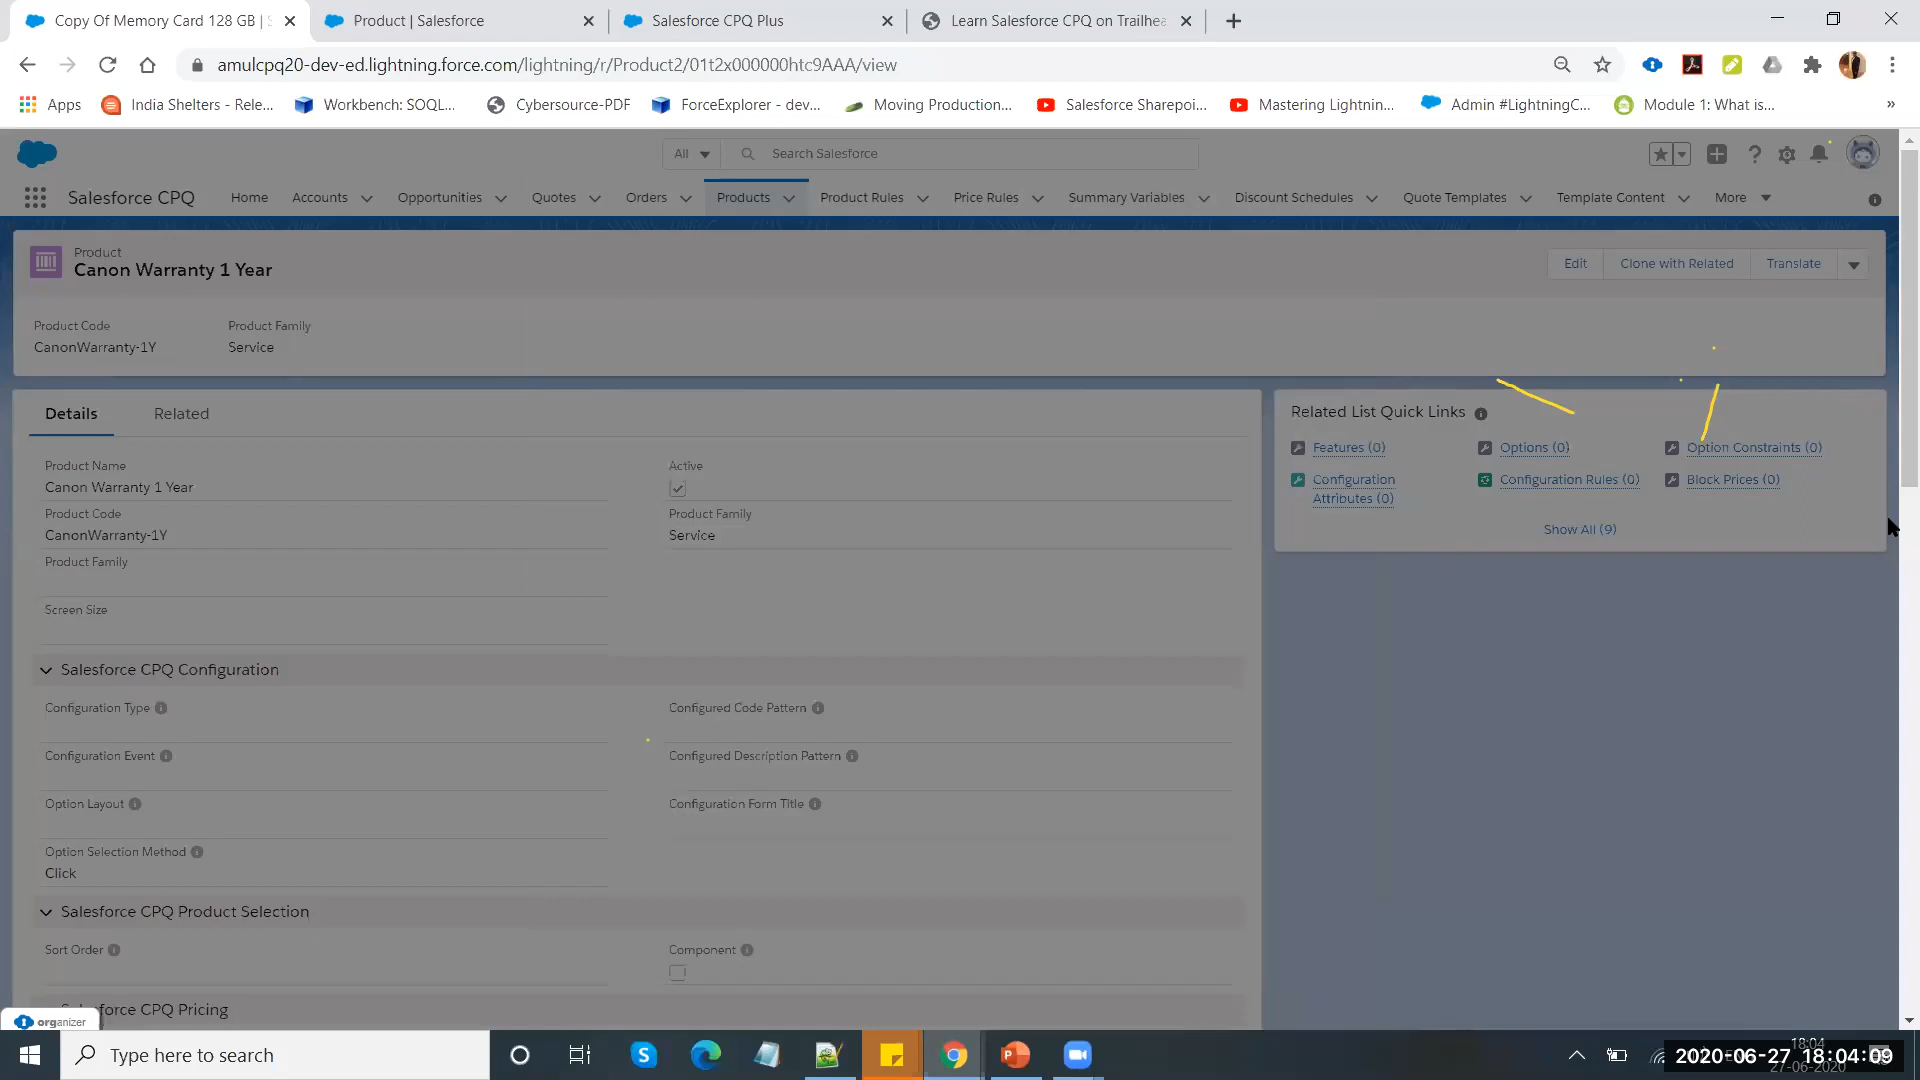 Copy Of Memory Card 128 GB | S
Product | Salesforce
Salesforce CPQ Plus
Learn Salesforce CPQ on Trailhea
amulcpq20-dev-ed.lightning.force.com/lightning/r/Product2/01t2x000000htc9AAA/view
Apps
India Shelters - Rele...
Workbench: SOQL...
Cybersource-PDF
ForceExplorer - dev...
Moving Production...
Salesforce Sharepoi...
Mastering Lightnin...
Admin #LightningC...
Module 1: What is...
All
Search Salesforce
Salesforce CPQ
Home
Accounts
Opportunities
Quotes
Orders
Products
Product Rules
Price Rules
Summary Variables
Discount Schedules
Quote Templates
Template Content
More
Product
Canon Warranty 1 Year
Edit
Clone with Related
Translate
Product Code
Product Family
CanonWarranty-1Y
Service
Details
Related
Related List Quick Links
Features (0)
Options (0)
Option Constraints (0)
Configuration Attributes (0)
Configuration Rules (0)
Block Prices (0)
Show All (9)
Product Name
Canon Warranty 1 Year
Active
Product Code
CanonWarranty-1Y
Product Family
Service
Product Family
Screen Size
Salesforce CPQ Configuration
Configuration Type
Configured Code Pattern
Configuration Event
Configured Description Pattern
Option Layout
Configuration Form Title
Option Selection Method
Click
Salesforce CPQ Product Selection
Sort Order
Component
force CPQ Pricing
organizer
Type here to search
18:04
2020-06-27 18:04:09
27-06-2020